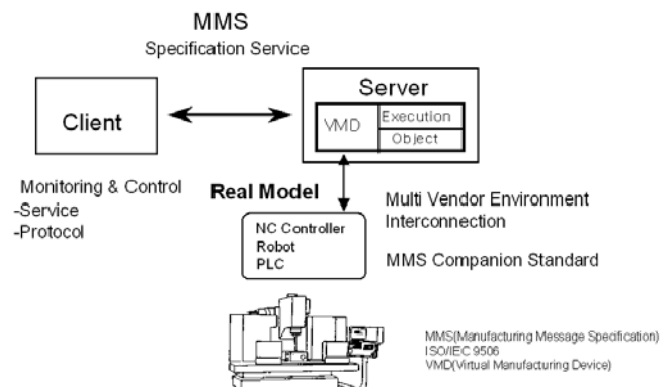 MMS
Specification Service
Client
Server
VMD
Execution
Object
Monitoring & Control
-Service
-Protocol
Real Model
NC Controller
Robot
PLC
Multi Vendor Environment
Interconnection
MMS Companion Standard
MMS(Manufacturing Message Specification)
ISO/IEC 9506
VMD(Virtual Manufacturing Device)